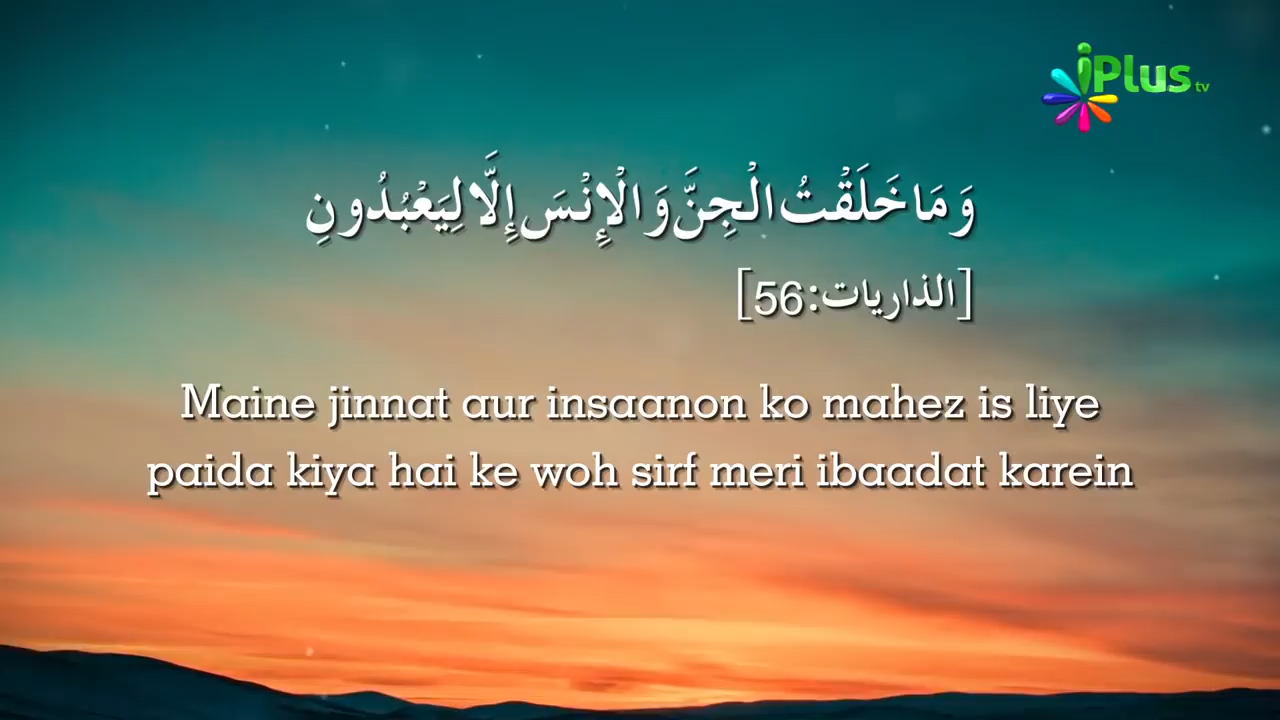 iPlus tv
وَمَا خَلَقْتُ الْجِنَّ وَالْإِنْسَ إِلَّا لِيَعْبُدُونِ
[الذاريات:56]
Maine jinnat aur insaanon ko mahez is liye
paida kiya hai ke woh sirf meri ibaadat karein